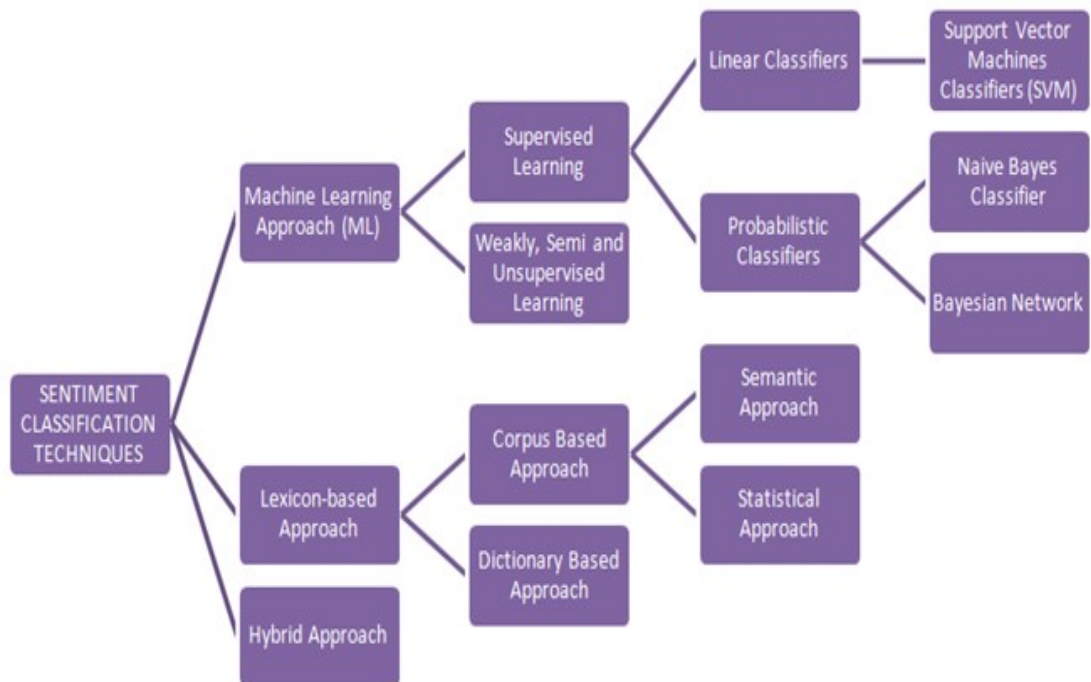 SENTIMENT
CLASSIFICATION
TECHNIQUES
Machine Learning
Approach (ML)
Supervised
Learning
Linear Classifiers
Support Vector
Machines
Classifiers (SVM)
Probabilistic
Classifiers
Naive Bayes
Classifier
Bayesian Network
Weakly, Semi and
Unsupervised
Learning
Lexicon-based
Approach
Corpus Based
Approach
Semantic
Approach
Statistical
Approach
Dictionary Based
Approach
Hybrid Approach